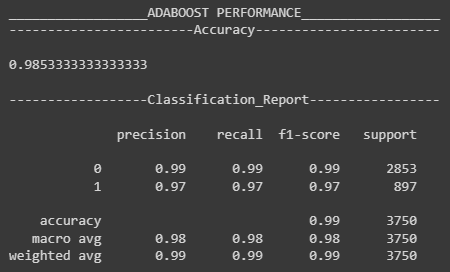 __________________ADABOOST PERFORMANCE__________________
------------------------Accuracy------------------------
0.9853333333333333
------------------Classification_Report-----------------
precision recall f1-score support
0 0.99 0.99 0.99 2853
1 0.97 0.97 0.97 897
accuracy 0.99 3750
macro avg 0.98 0.98 0.98 3750
weighted avg 0.99 0.99 0.99 3750